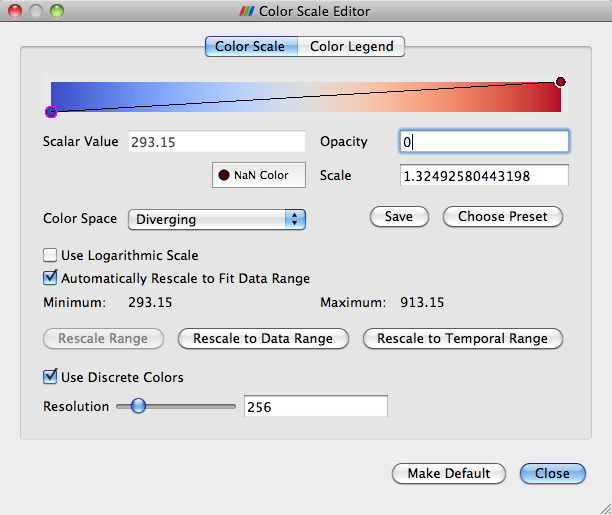 Color Scale Editor
Color Scale Color Legend
Scalar Value 293.15 Opacity 0
NaN Color Scale 1.32492580443198
Color Space Diverging Save Choose Preset
Use Logarithmic Scale
Automatically Rescale to Fit Data Range
Minimum: 293.15 Maximum: 913.15
Rescale Range Rescale to Data Range Rescale to Temporal Range
Use Discrete Colors
Resolution 256
Make Default Close